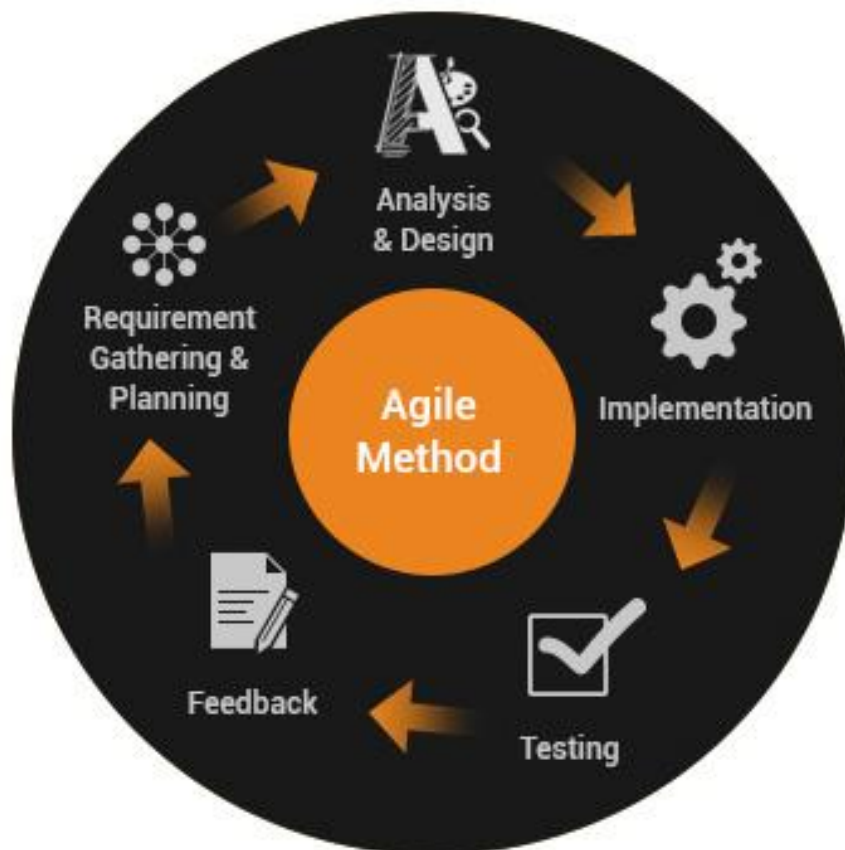 Analysis
& Design
Requirement
Gathering &
Planning
Agile
Method
Implementation
Feedback
Testing